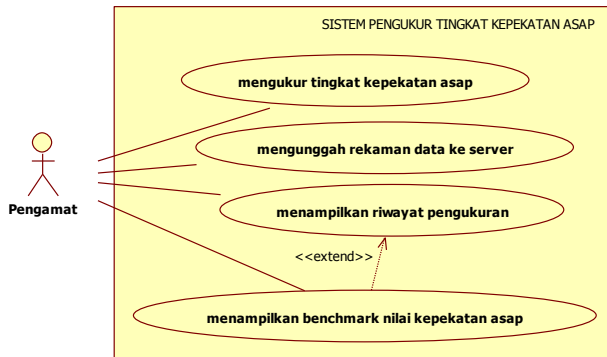 SISTEM PENGUKUR TINGKAT KEPEKATAN ASAP
mengukur tingkat kepekatan asap
mengunggah rekaman data ke server
Pengamat
menampilkan riwayat pengukuran
<<extend>>
menampilkan benchmark nilai kepekatan asap